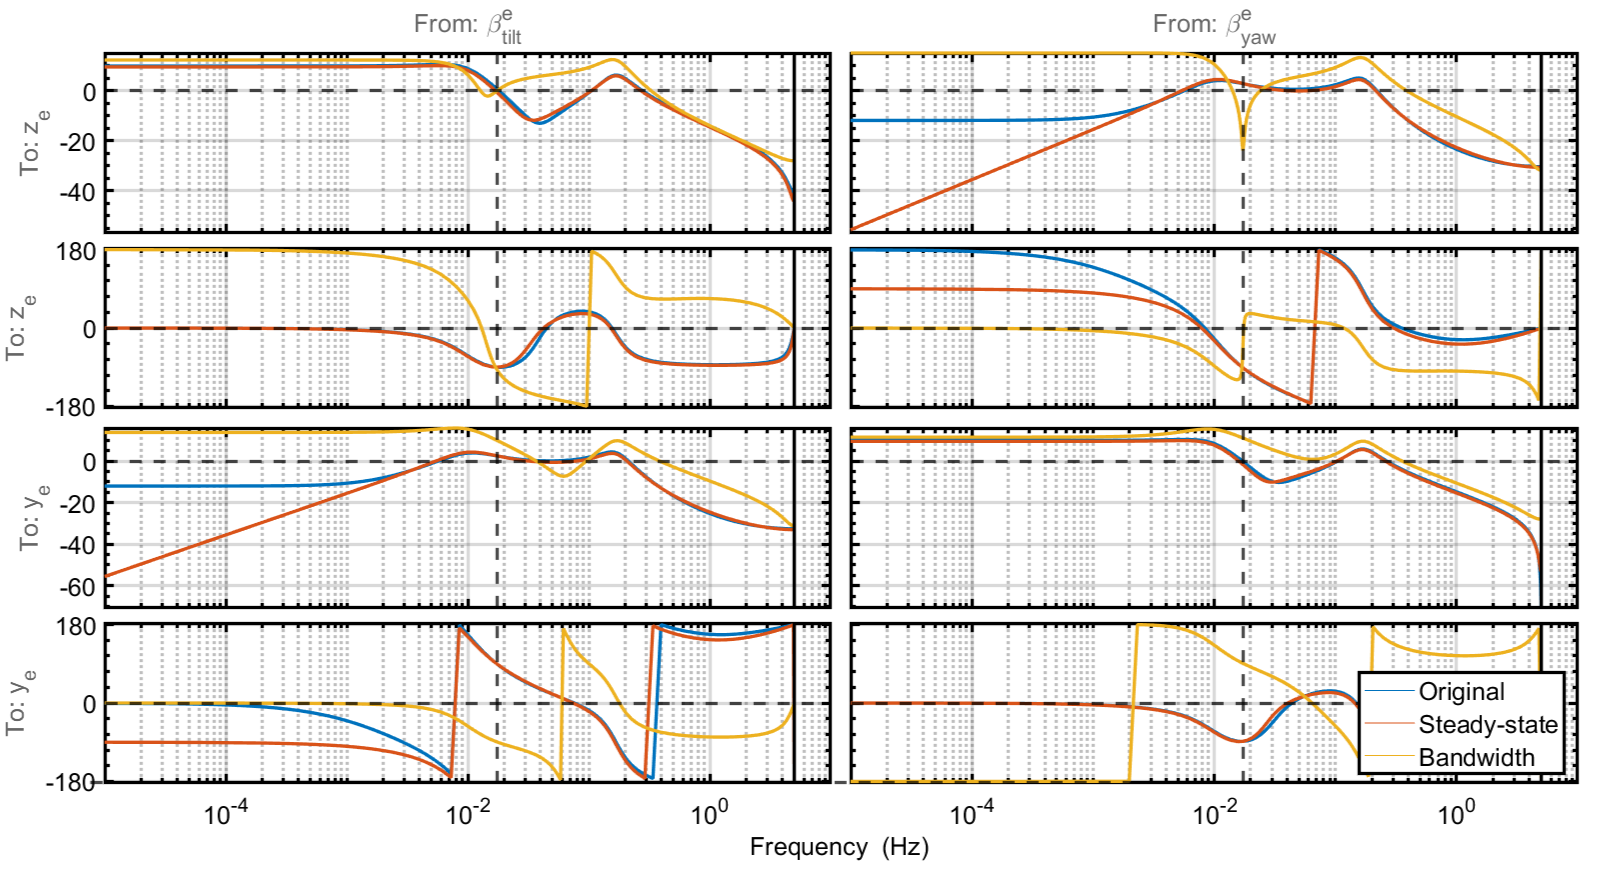 From: β^e_tilt
From: β^e_yaw
To: z_e
0
-20
-40
To: z_e
180
0
-180
To: y_e
0
-20
-40
-60
To: y_e
180
0
-180
Original
Steady-state
Bandwidth
10^-4
10^-2
10^0
10^-4
10^-2
10^0
Frequency (Hz)